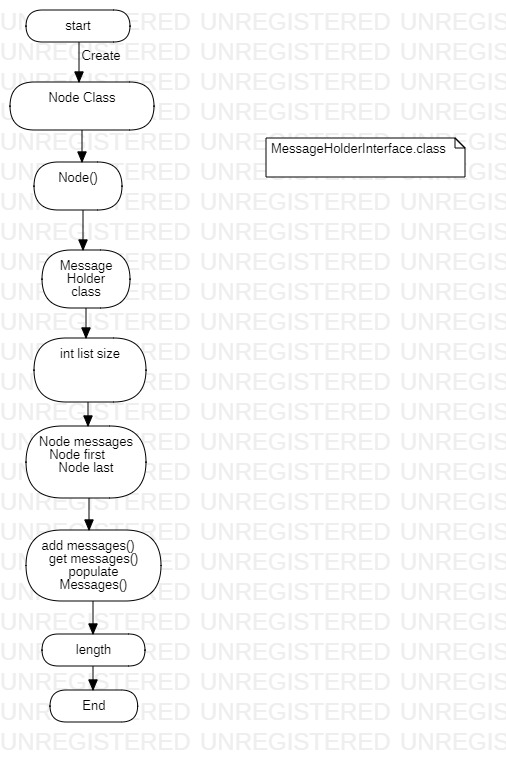 start
Create
Node Class
MessageHolderInterface.class
Node()
Message
Holder
class
int list size
Node messages
Node first
Node last
add messages()
get messages()
populate
Messages()
length
End
UNREGISTERED